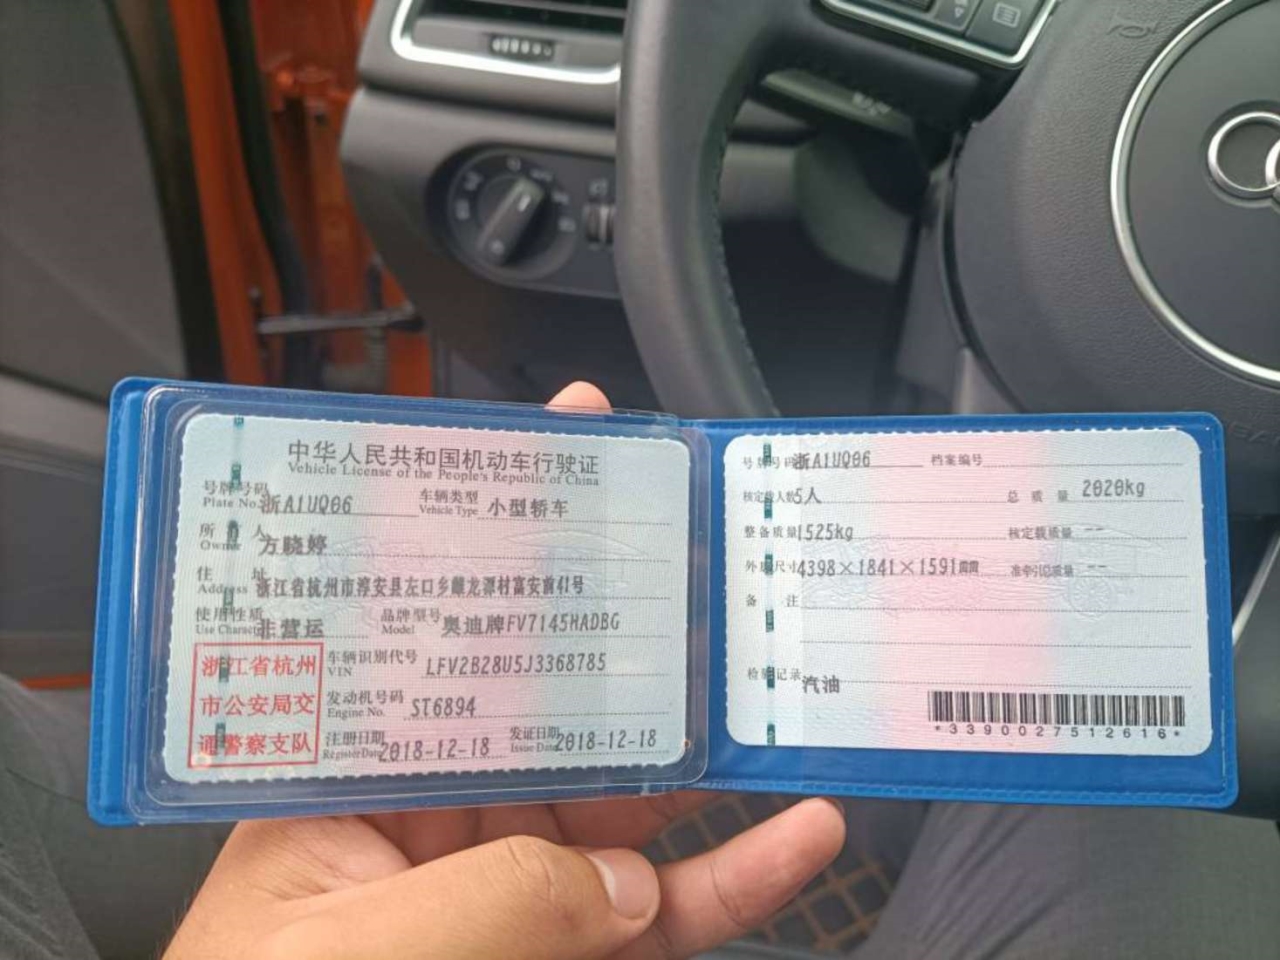 中华人民共和国机动车行驶证
Vehicle License of the People's Republic of China
号牌号码 Plate No. 浙A1UQ06 车辆类型 Vehicle Type 小型轿车
所有人 Owner 方晓婷
住址 Address 浙江省杭州市淳安县左口乡龙源村富安前41号
使用性质 Use Character 非营运 品牌型号 Model 奥迪牌FV7145HADBG
浙江省杭州
市公安局交
通警察支队
车辆识别代号 VIN LFV2B28U5J3368785
发动机号码 Engine No. ST6894
注册日期 Register Date 2018-12-18 发证日期 Issue Date 2018-12-18
号牌号码 浙A1UQ06 档案编号
核定载人数 5人 总质量 2020kg
整备质量 1525kg 核定载质量 --
外廓尺寸 4398×1841×1591mm 准牵引总质量 --
备注
检验记录 汽油
*3390027512616*